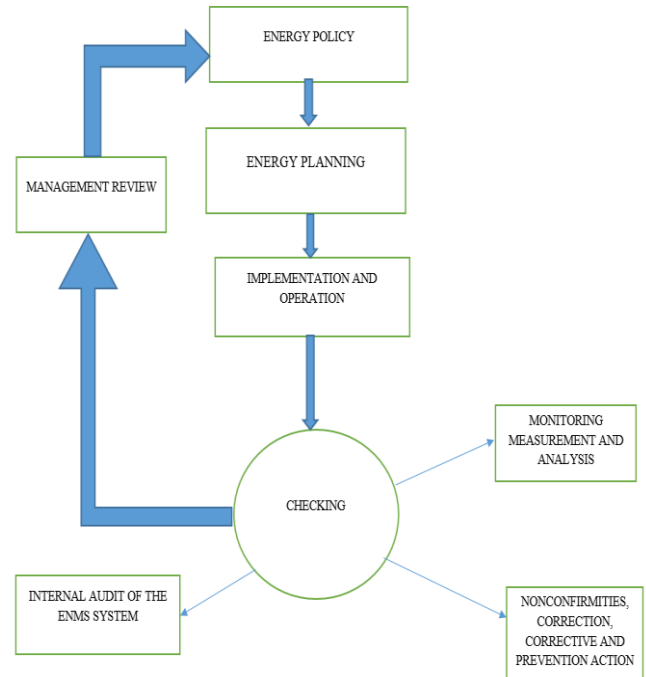 ENERGY POLICY
ENERGY PLANNING
MANAGEMENT REVIEW
IMPLEMENTATION AND
OPERATION
MONITORING
MEASUREMENT AND
ANALYSIS
CHECKING
INTERNAL AUDIT OF THE
ENMS SYSTEM
NONCONFIRMITIES,
CORRECTION,
CORRECTIVE AND
PREVENTION ACTION